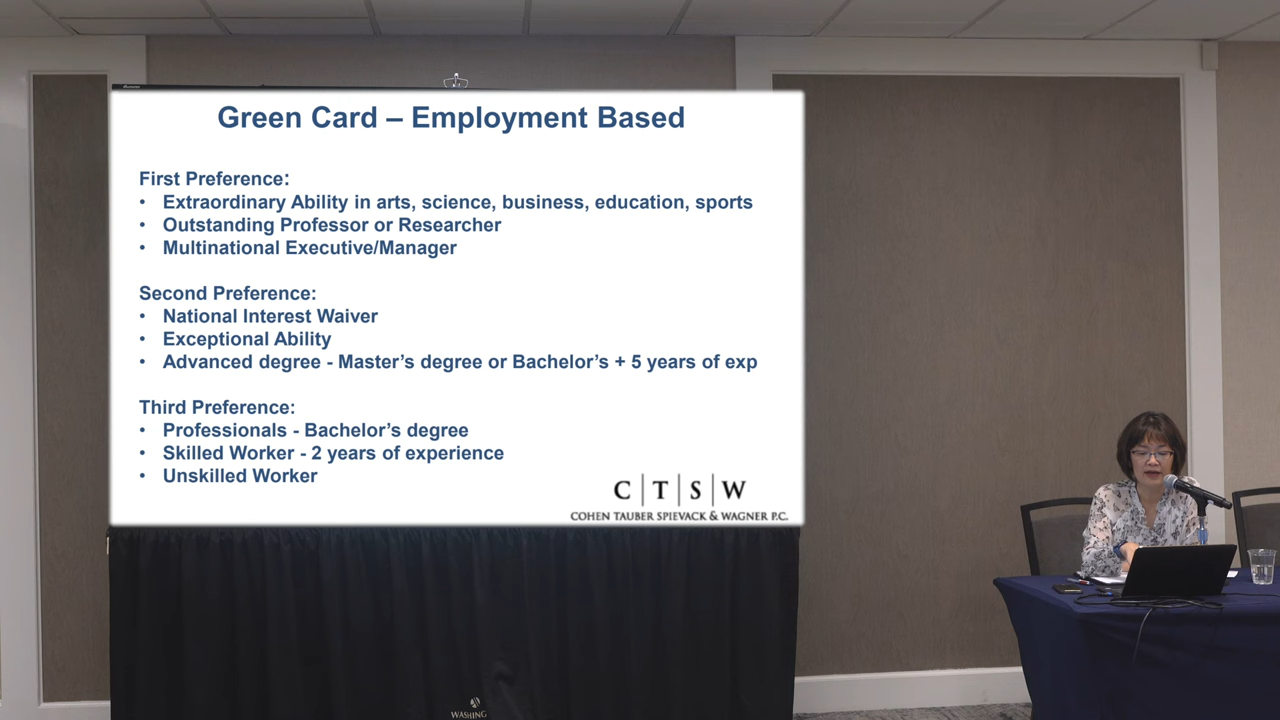 Green Card – Employment Based
First Preference:
• Extraordinary Ability in arts, science, business, education, sports
• Outstanding Professor or Researcher
• Multinational Executive/Manager
Second Preference:
• National Interest Waiver
• Exceptional Ability
• Advanced degree - Master’s degree or Bachelor’s + 5 years of exp
Third Preference:
• Professionals - Bachelor’s degree
• Skilled Worker - 2 years of experience
• Unskilled Worker
C|T|S|W
COHEN TAUBER SPIEVACK & WAGNER P.C.
WASHING